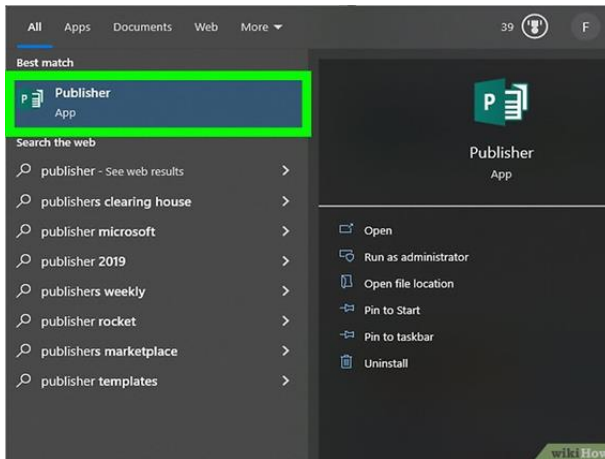 All Apps Documents Web More 39 F
Best match
Publisher
App
Search the web
publisher - See web results
publishers clearing house
publisher microsoft
publisher 2019
publishers weekly
publisher rocket
publishers marketplace
publisher templates
P
Publisher
App
Open
Run as administrator
Open file location
Pin to Start
Pin to taskbar
Uninstall
wikiHow